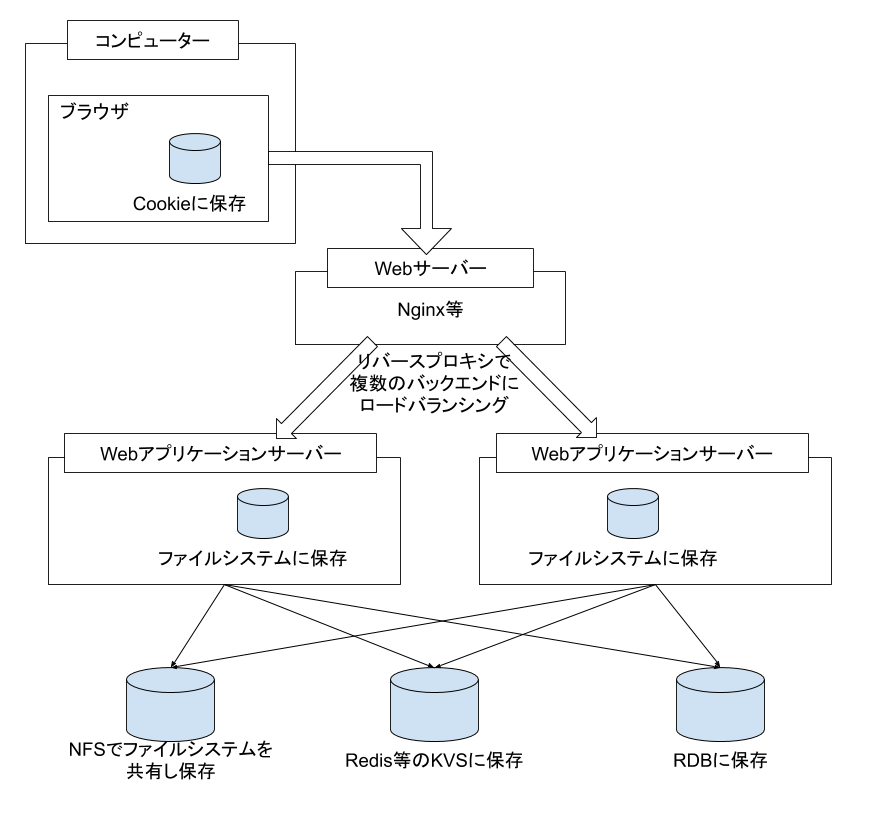 コンピューター
ブラウザ
Cookieに保存
Webサーバー
Nginx等
リバースプロキシで
複数のバックエンドに
ロードバランシング
Webアプリケーションサーバー
Webアプリケーションサーバー
ファイルシステムに保存
ファイルシステムに保存
NFSでファイルシステムを
共有し保存
Redis等のKVSに保存
RDBに保存